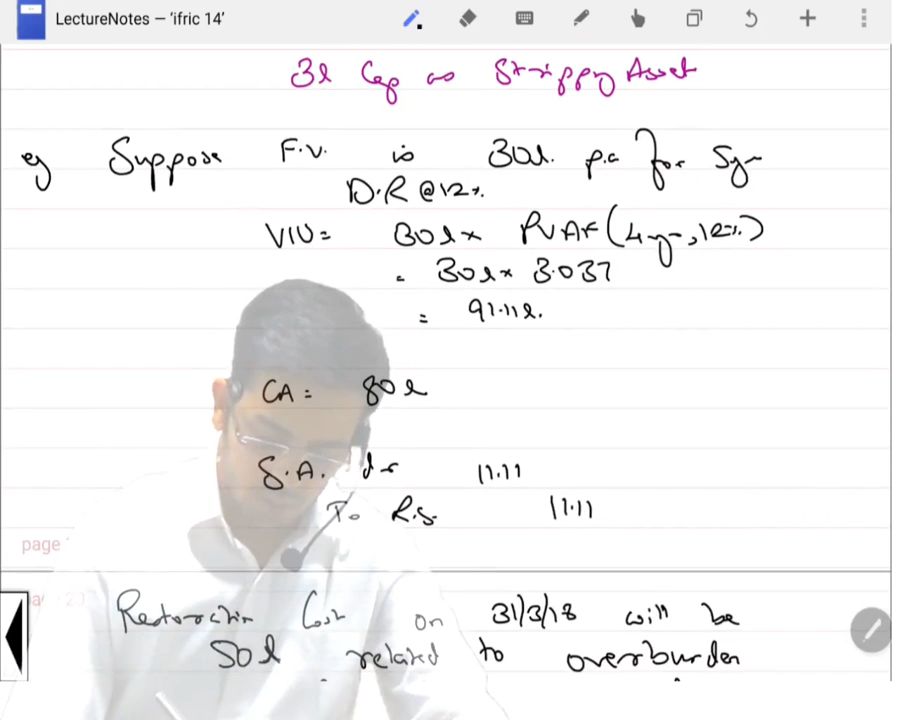 LectureNotes – 'ifric 14'
3l Cap as Stripping Asset
eg Suppose F.V. is 30l. p.a for 5yr
D.R @12%.
VIU = 30l x PVAF (4yr, 12%)
= 30l x 3.037
= 91.11l.
CA = 80l
S.A. dr 11.11
To R.S. 11.11
page
Restoration Cost on 31/3/18 will be
50l related to overburden